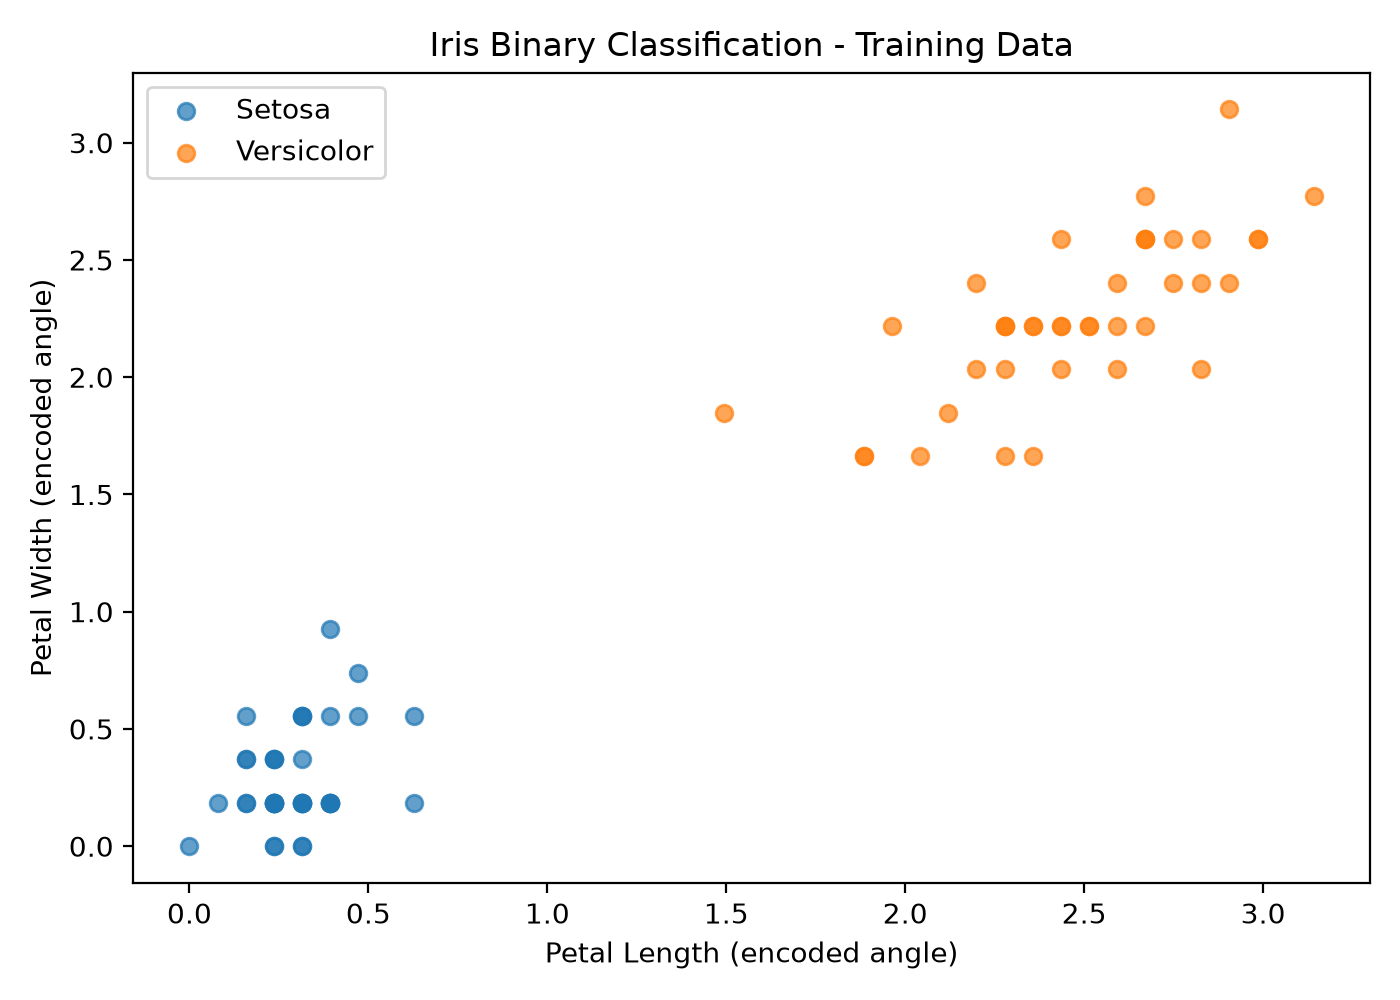 Iris Binary Classification - Training Data
Setosa
Versicolor
3.0
2.5
2.0
1.5
1.0
0.5
0.0
Petal Width (encoded angle)
0.0 0.5 1.0 1.5 2.0 2.5 3.0
Petal Length (encoded angle)